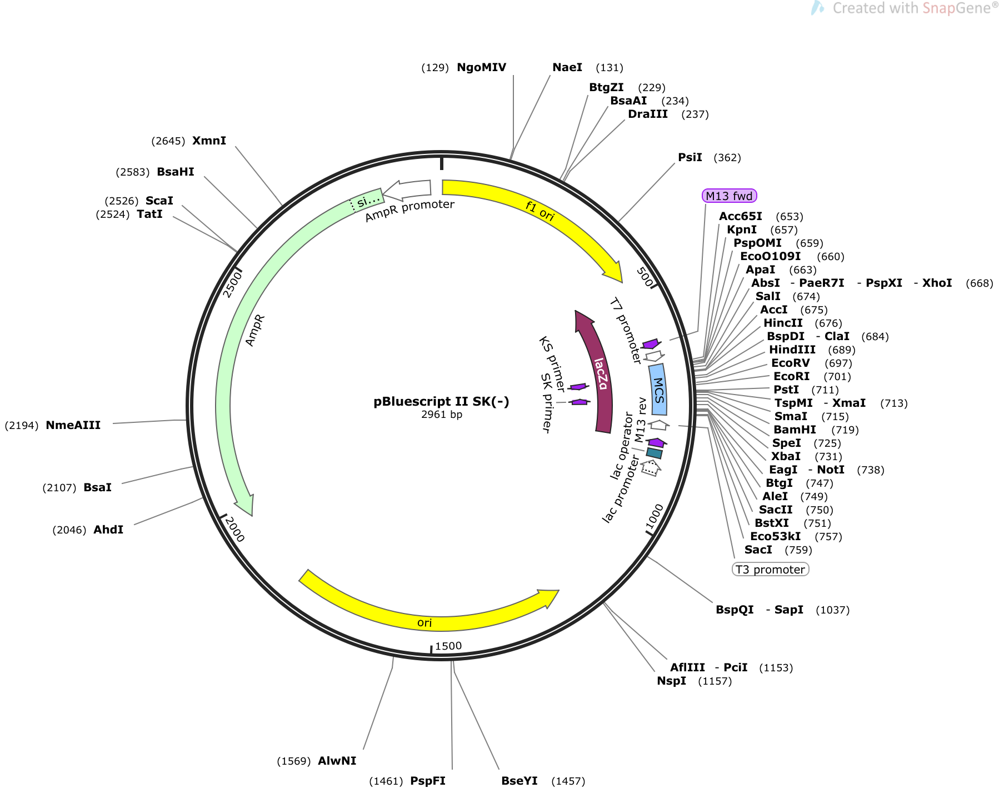 Created with SnapGene®
(129) NgoMIV
NaeI (131)
BtgZI (229)
BsaAI (234)
DraIII (237)
PsiI (362)
M13 fwd
Acc65I (653)
KpnI (657)
PspOMI (659)
EcoO109I (660)
ApaI (663)
AbsI - PaeR7I - PspXI - XhoI (668)
SalI (674)
AccI (675)
HincII (676)
BspDI - ClaI (684)
HindIII (689)
EcoRV (697)
EcoRI (701)
PstI (711)
TspMI - XmaI (713)
SmaI (715)
BamHI (719)
SpeI (725)
XbaI (731)
EagI - NotI (738)
BtgI (747)
AleI (749)
SacII (750)
BstXI (751)
Eco53kI (757)
SacI (759)
T3 promoter
BspQI - SapI (1037)
AflIII - PciI (1153)
NspI (1157)
BseYI (1457)
(1461) PspFI
(1569) AlwNI
(2046) AhdI
(2107) BsaI
(2194) NmeAIII
(2524) TatI
(2526) ScaI
(2583) BsaHI
(2645) XmnI
500
1000
1500
2000
2500
f1 ori
T7 promoter
lacZα
MCS
KS primer
SK primer
M13 rev
lac operator
lac promoter
ori
AmpR
si...
AmpR promoter
pBluescript II SK(-)
2961 bp